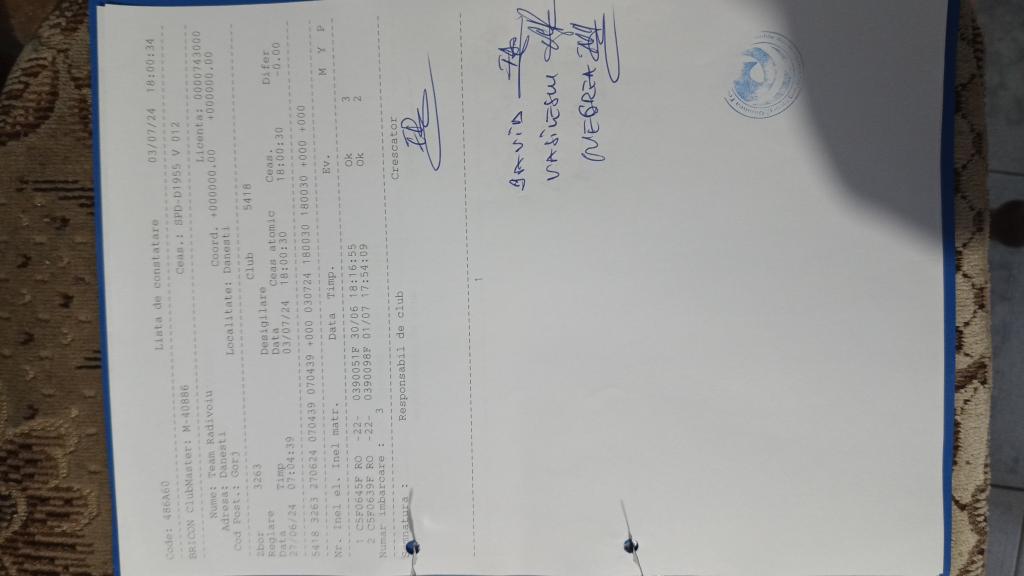 Code: 486A60 Lista de constatare 03/07/24 18:00:34
BRICON ClubMaster: M-40886 Ceas.: SPD-D1955 V 012
Nume: Team Radivoiu Licenta: 0000743000
Adresa: Danesti Coord. +000000.00 +000000.00
Cod Post.: Gorj Localitate: Danesti
Zbor 3263 Club 5418
Reglare Desigilare
Data Timp Data Ceas atomic Ceas. Difer
27/06/24 07:04:39 03/07/24 18:00:30 18:00:30 0.00
5418 3263 270624 070439 070439 +000 030724 180030 180030 +000 +000
Nr. Inel el. Inel matr. Data Timp. Ev. M Y P
1 C5F0645F RO -22- 0390051F 30/06 18:16:55 Ok 3
2 C5F0639F RO -22- 0390098F 01/07 17:54:09 Ok 2
Numar imbarcare : 3
Semnatura : Responsabil de club Crescator
1
DAVID
VASILESCU